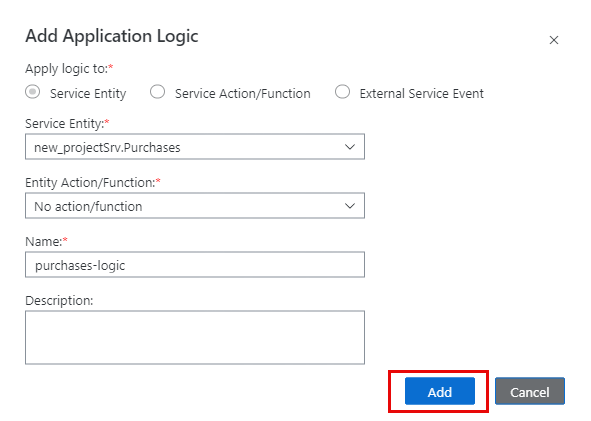 Add Application Logic
Apply logic to:*
Service Entity Service Action/Function External Service Event
Service Entity:*
new_projectSrv.Purchases
Entity Action/Function:*
No action/function
Name:*
purchases-logic
Description:
Add Cancel